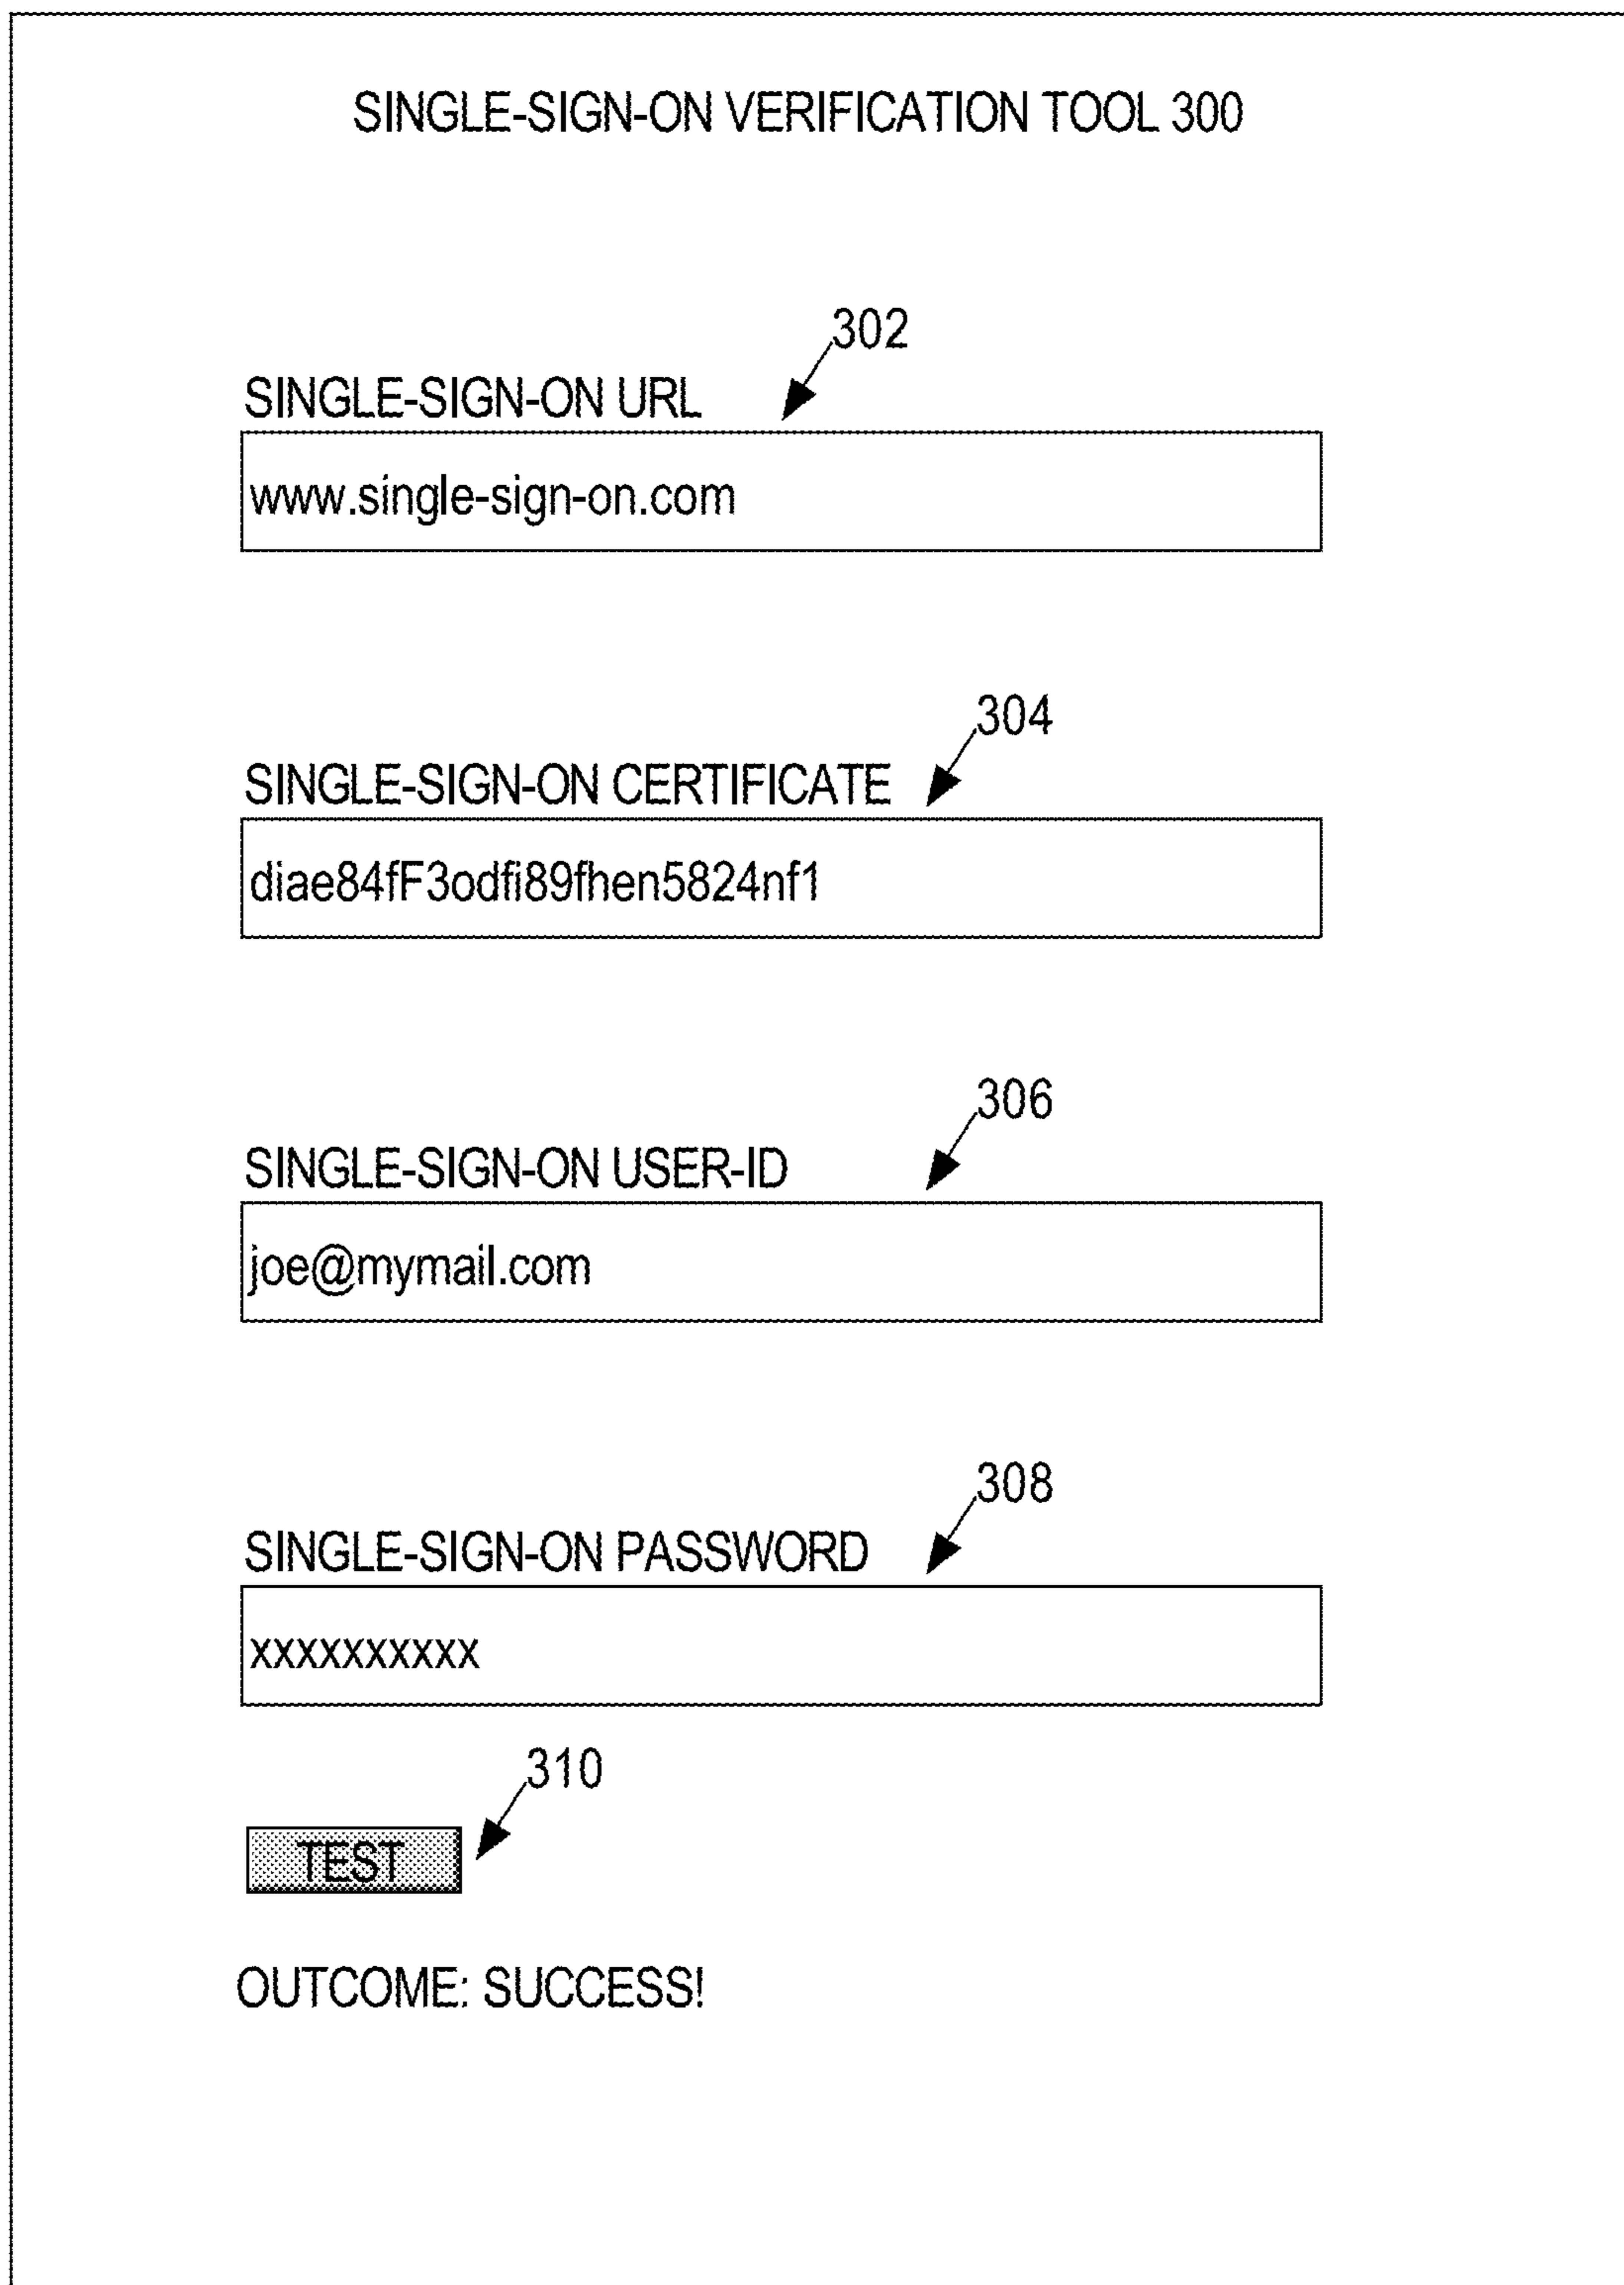 SINGLE-SIGN-ON VERIFICATION TOOL 300
302
SINGLE-SIGN-ON URL
www.single-sign-on.com
304
SINGLE-SIGN-ON CERTIFICATE
diae84fF3odfi89fhen5824nf1
306
SINGLE-SIGN-ON USER-ID
joe@mymail.com
308
SINGLE-SIGN-ON PASSWORD
xxxxxxxxxx
310
TEST
OUTCOME: SUCCESS!